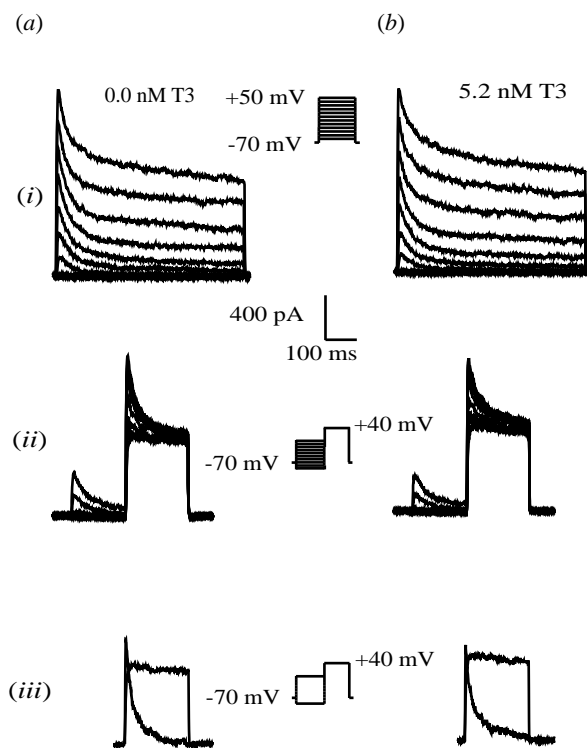 (a)
(b)
0.0 nM T3
+50 mV
-70 mV
5.2 nM T3
(i)
400 pA
100 ms
(ii)
-70 mV
+40 mV
(iii)
-70 mV
+40 mV